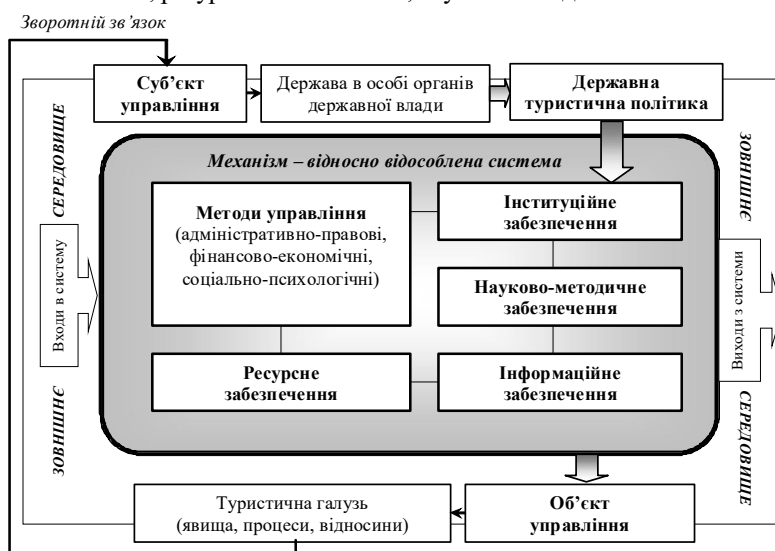 Зворотній зв’язок
Суб’єкт
управління
Держава в особі органів
державної влади
Державна
туристична політика
СЕРЕДОВИЩЕ
ЗОВНІШНЄ
Механізм – відносно відособлена система
Методи управління
(адміністративно-правові,
фінансово-економічні,
соціально-психологічні)
Інституційне
забезпечення
Науково-методичне
забезпечення
Ресурсне
забезпечення
Інформаційне
забезпечення
Входи в систему
Виходи з системи
ЗОВНІШНЄ
СЕРЕДОВИЩЕ
Туристична галузь
(явища, процеси, відносини)
Об’єкт
управління